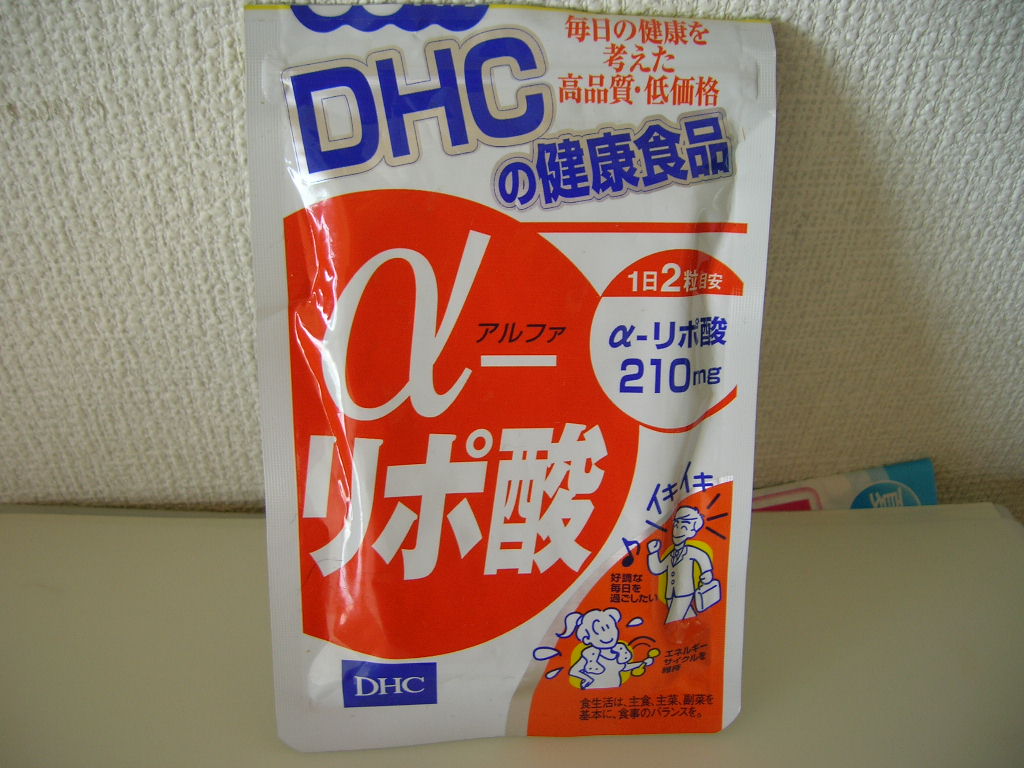 毎日の健康を
考えた
高品質・低価格
DHC
の健康食品
1日2粒目安
α-リポ酸
210mg
アルファ
α-
リポ酸
イキイキ
好調な
毎日を
過ごしたい
エネルギー
サイクルを
維持
DHC
食生活は、主食、主菜、副菜を
基本に、食事のバランスを。